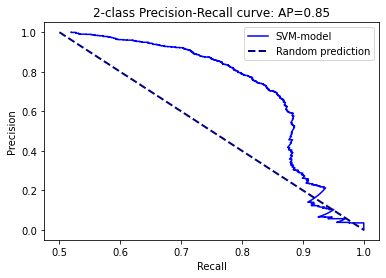 2-class Precision-Recall curve: AP=0.85
SVM-model
Random prediction
Precision
1.0
0.8
0.6
0.4
0.2
0.0
0.5 0.6 0.7 0.8 0.9 1.0
Recall